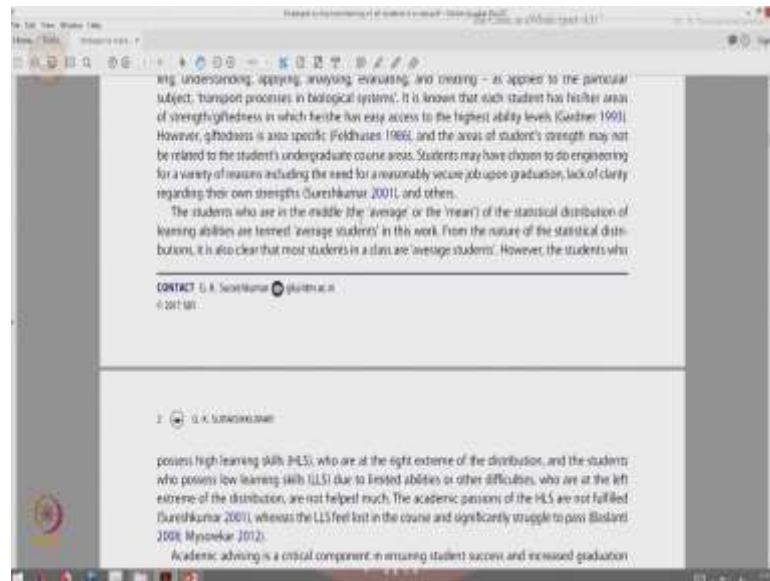 ing, understanding, applying, analysing, evaluating, and creating – as applied to the particular
subject, 'transport processes in biological systems'. It is known that each student has his/her areas
of strength/giftedness in which he/she has easy access to the highest ability levels (Gardner 1993).
However, giftedness is area specific (Feldhusen 1986), and the areas of student's strength may not
be related to the student's undergraduate course areas. Students may have chosen to do engineering
for a variety of reasons including the need for a reasonably secure job upon graduation, lack of clarity
regarding their own strengths (Sureshkumar 2001), and others.
The students who are in the middle (the 'average' or the 'mean') of the statistical distribution of
learning abilities are termed 'average students' in this work. From the nature of the statistical distri-
butions, it is also clear that most students in a class are 'average students'. However, the students who
CONTACT G. K. Sureshkumar
© 2017
2 G. K. SURAISHKUMAR
possess high learning skills (HLS), who are at the right extreme of the distribution, and the students
who possess low learning skills (LLS) due to limited abilities or other difficulties, who are at the left
extreme of the distribution, are not helped much. The academic passions of the HLS are not fulfilled
(Sureshkumar 2001), whereas the LLS feel lost in the course and significantly struggle to pass (Baslanti
2008; Mysorekar 2012).
Academic advising is a critical component in ensuring student success and increased graduation